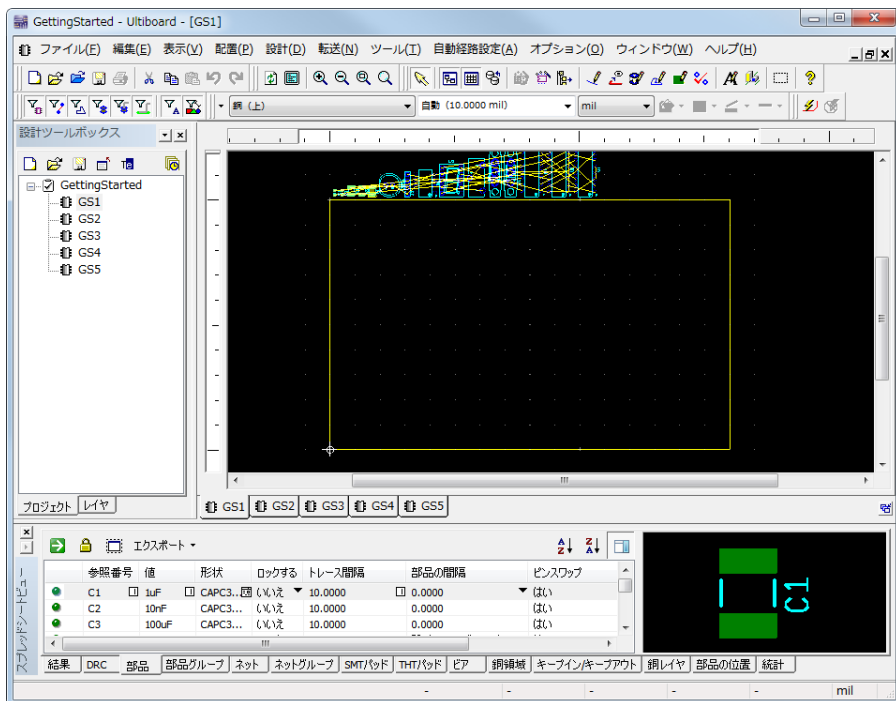 GettingStarted - Ultiboard - [GS1]
ファイル(F) 編集(E) 表示(V) 配置(P) 設計(D) 転送(N) ツール(T) 自動経路設定(A) オプション(O) ウィンドウ(W) ヘルプ(H)
銅 (上) 自動 (10.0000 mil) mil
設計ツールボックス
GettingStarted
GS1
GS2
GS3
GS4
GS5
プロジェクト レイヤ
GS1 GS2 GS3 GS4 GS5
エクスポート
スプレッドシートビュー
参照番号 値 形状 ロックする トレース間隔 部品の間隔 ピンスワップ
C1 1uF CAPC3... いいえ 10.0000 0.0000 はい
C2 10nF CAPC3... いいえ 10.0000 0.0000 はい
C3 100uF CAPC3... いいえ 10.0000 0.0000 はい
C1
結果 DRC 部品 部品グループ ネット ネットグループ SMTパッド THTパッド ビア 銅領域 キープイン/キープアウト 銅レイヤ 部品の位置 統計
- - - - - mil